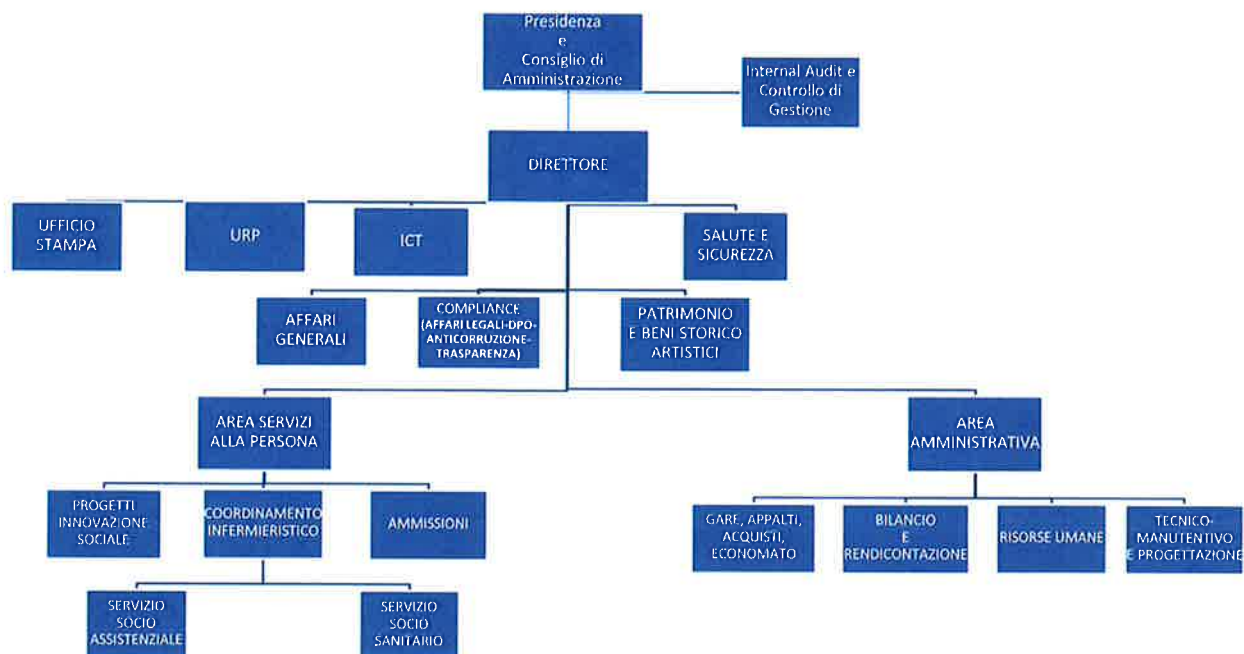 Presidenza
e
Consiglio di
Amministrazione
Internal Audit e
Controllo di
Gestione
DIRETTORE
UFFICIO
STAMPA
URP
ICT
SALUTE E
SICUREZZA
AFFARI
GENERALI
COMPLIANCE
(AFFARI LEGALI-DPO-
ANTICORRUZIONE-
TRASPARENZA)
PATRIMONIO
E BENI STORICO
ARTISTICI
AREA SERVIZI
ALLA PERSONA
AREA
AMMINISTRATIVA
PROGETTI
INNOVAZIONE
SOCIALE
COORDINAMENTO
INFERMIERISTICO
AMMISSIONI
GARE, APPALTI,
ACQUISTI,
ECONOMATO
BILANCIO
E
RENDICONTAZIONE
RISORSE UMANE
TECNICO-
MANUTENTIVO
E PROGETTAZIONE
SERVIZIO
SOCIO
ASSISTENZIALE
SERVIZIO
SOCIO
SANITARIO